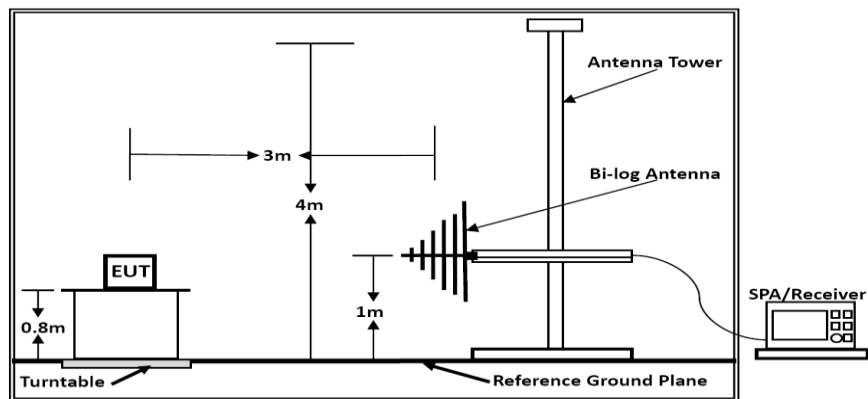 Antenna Tower
3m
Bi-log Antenna
4m
EUT
SPA/Receiver
0.8m
1m
Turntable
Reference Ground Plane